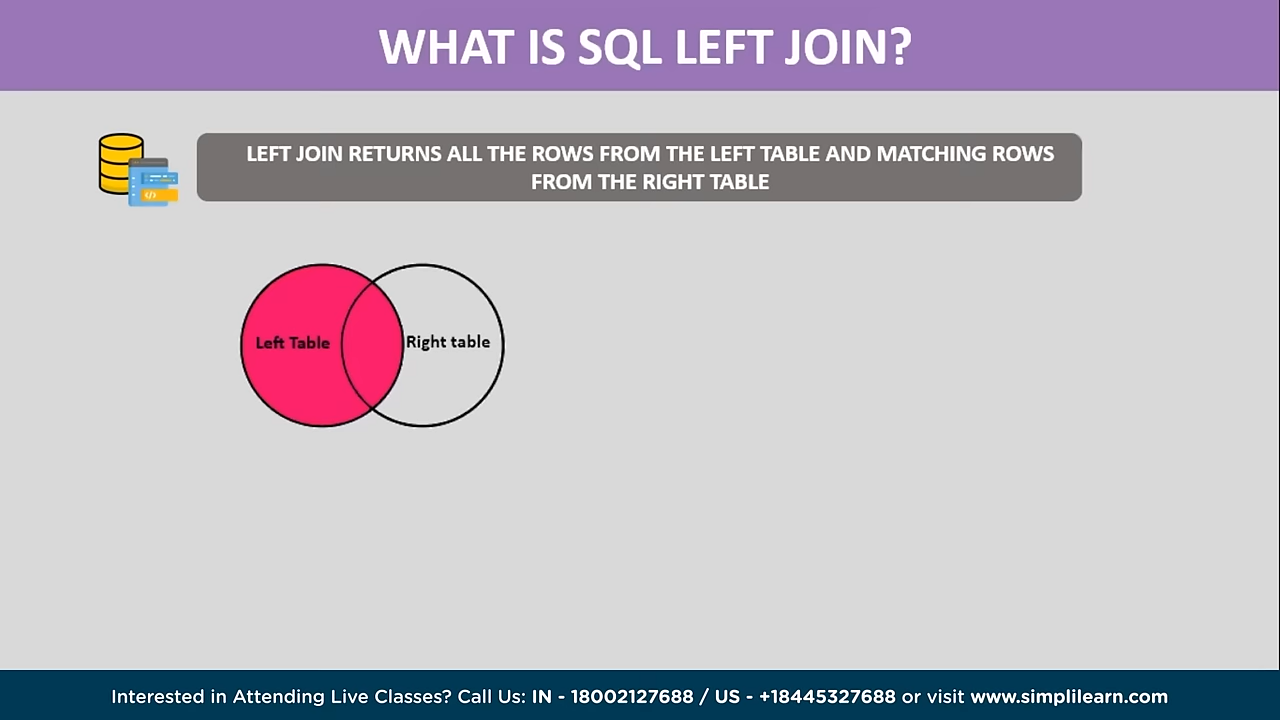 WHAT IS SQL LEFT JOIN?
LEFT JOIN RETURNS ALL THE ROWS FROM THE LEFT TABLE AND MATCHING ROWS
FROM THE RIGHT TABLE
Left Table
Right table
Interested in Attending Live Classes? Call Us: IN - 18002127688 / US - +18445327688 or visit www.simplilearn.com